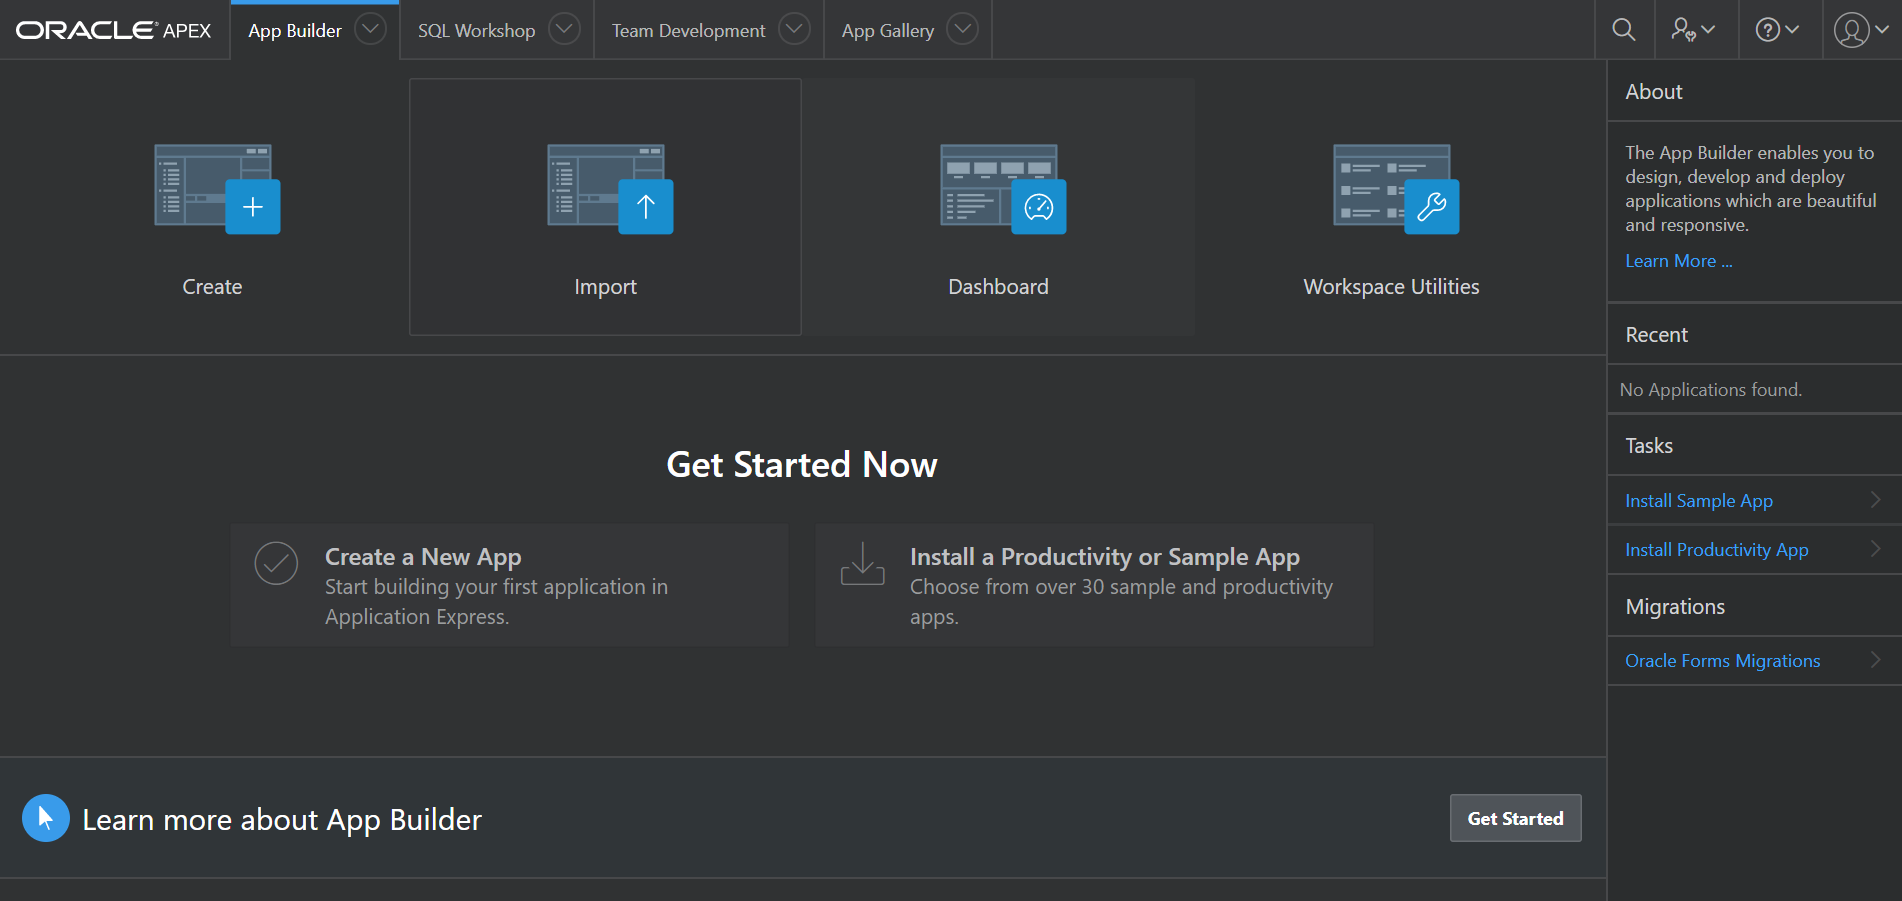 ORACLE APEX
App Builder
SQL Workshop
Team Development
App Gallery
Create
Import
Dashboard
Workspace Utilities
Get Started Now
Create a New App
Start building your first application in
Application Express.
Install a Productivity or Sample App
Choose from over 30 sample and productivity
apps.
Learn more about App Builder
Get Started
About
The App Builder enables you to
design, develop and deploy
applications which are beautiful
and responsive.
Learn More ...
Recent
No Applications found.
Tasks
Install Sample App
Install Productivity App
Migrations
Oracle Forms Migrations